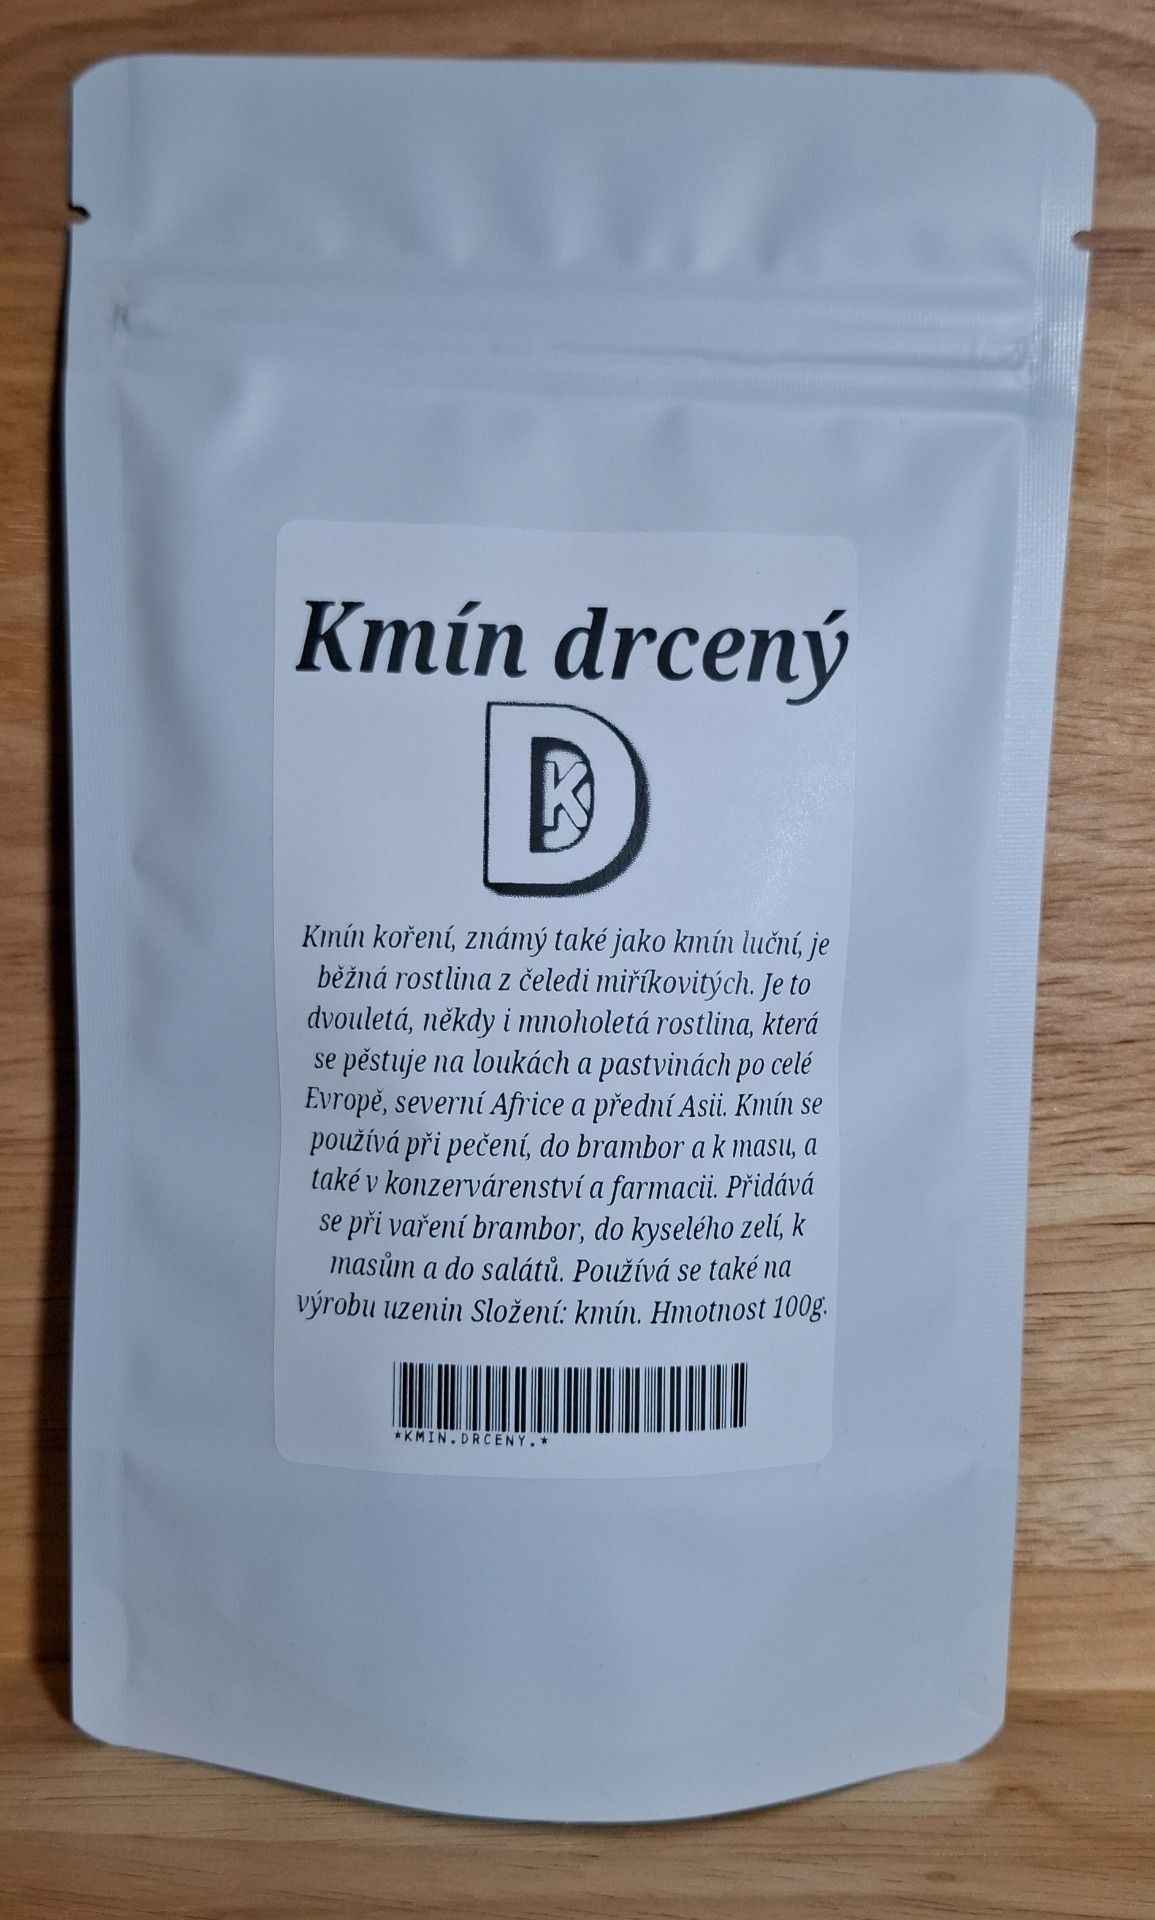 Kmín drcený
D
K
Kmín koření, známý také jako kmín luční, je
běžná rostlina z čeledi miříkovitých. Je to
dvouletá, někdy i mnoholetá rostlina, která
se pěstuje na loukách a pastvinách po celé
Evropě, severní Africe a přední Asii. Kmín se
používá při pečení, do brambor a k masu, a
také v konzervárenství a farmacii. Přidává
se při vaření brambor, do kyselého zelí, k
masům a do salátů. Používá se také na
výrobu uzenin Složení: kmín. Hmotnost 100g.
*KMIN.DRCENY.*